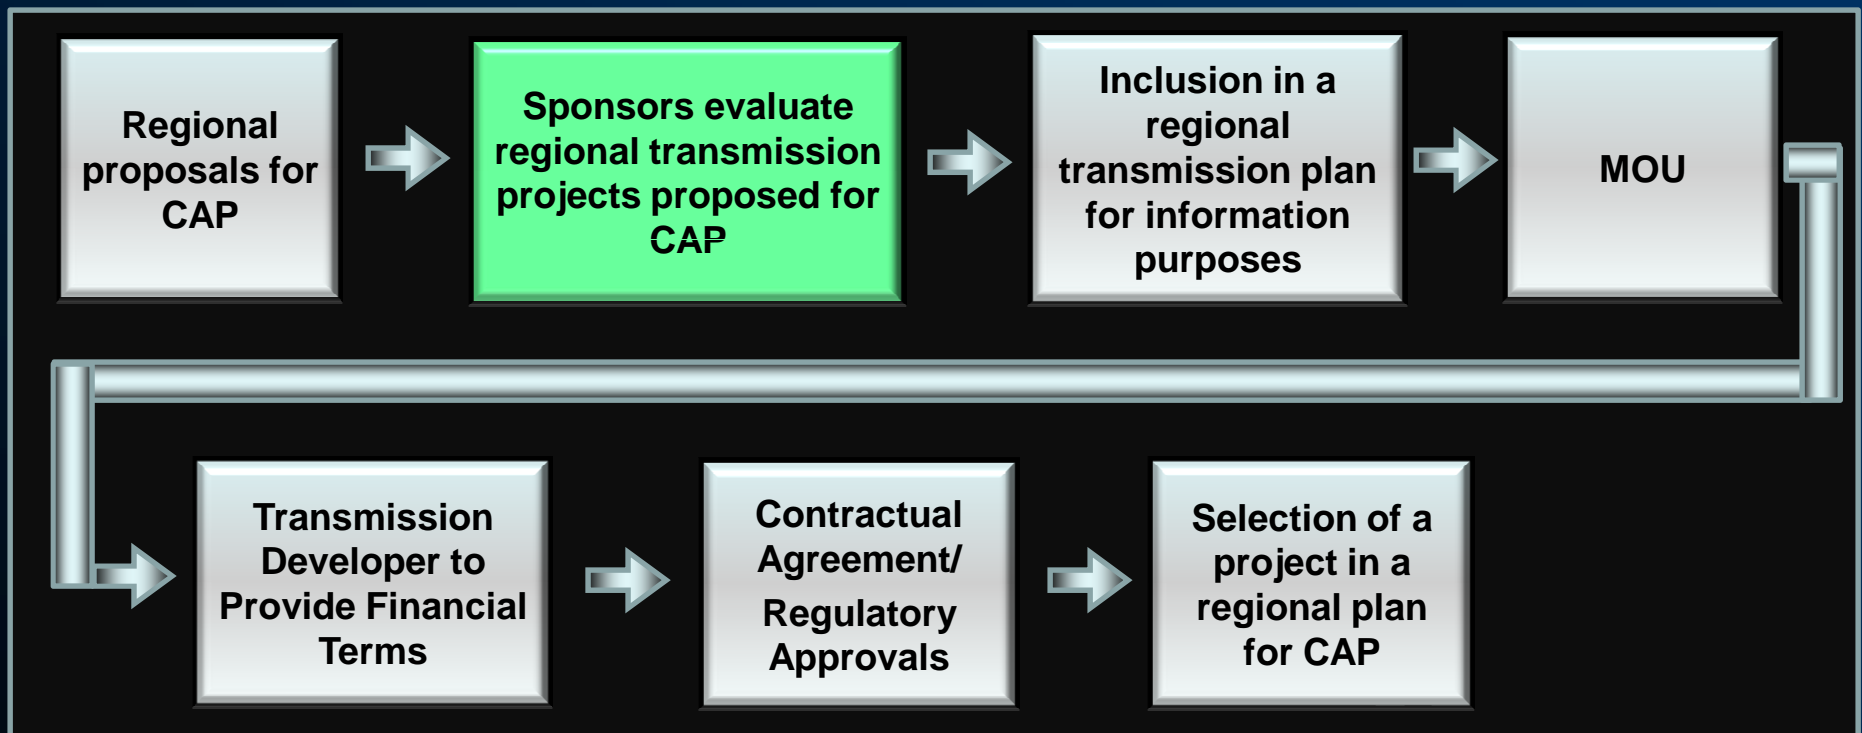 Regional
proposals for
CAP
Sponsors evaluate
regional transmission
projects proposed for
CAP
Inclusion in a
regional
transmission plan
for information
purposes
MOU
Transmission
Developer to
Provide Financial
Terms
Contractual
Agreement/
Regulatory
Approvals
Selection of a
project in a
regional plan
for CAP